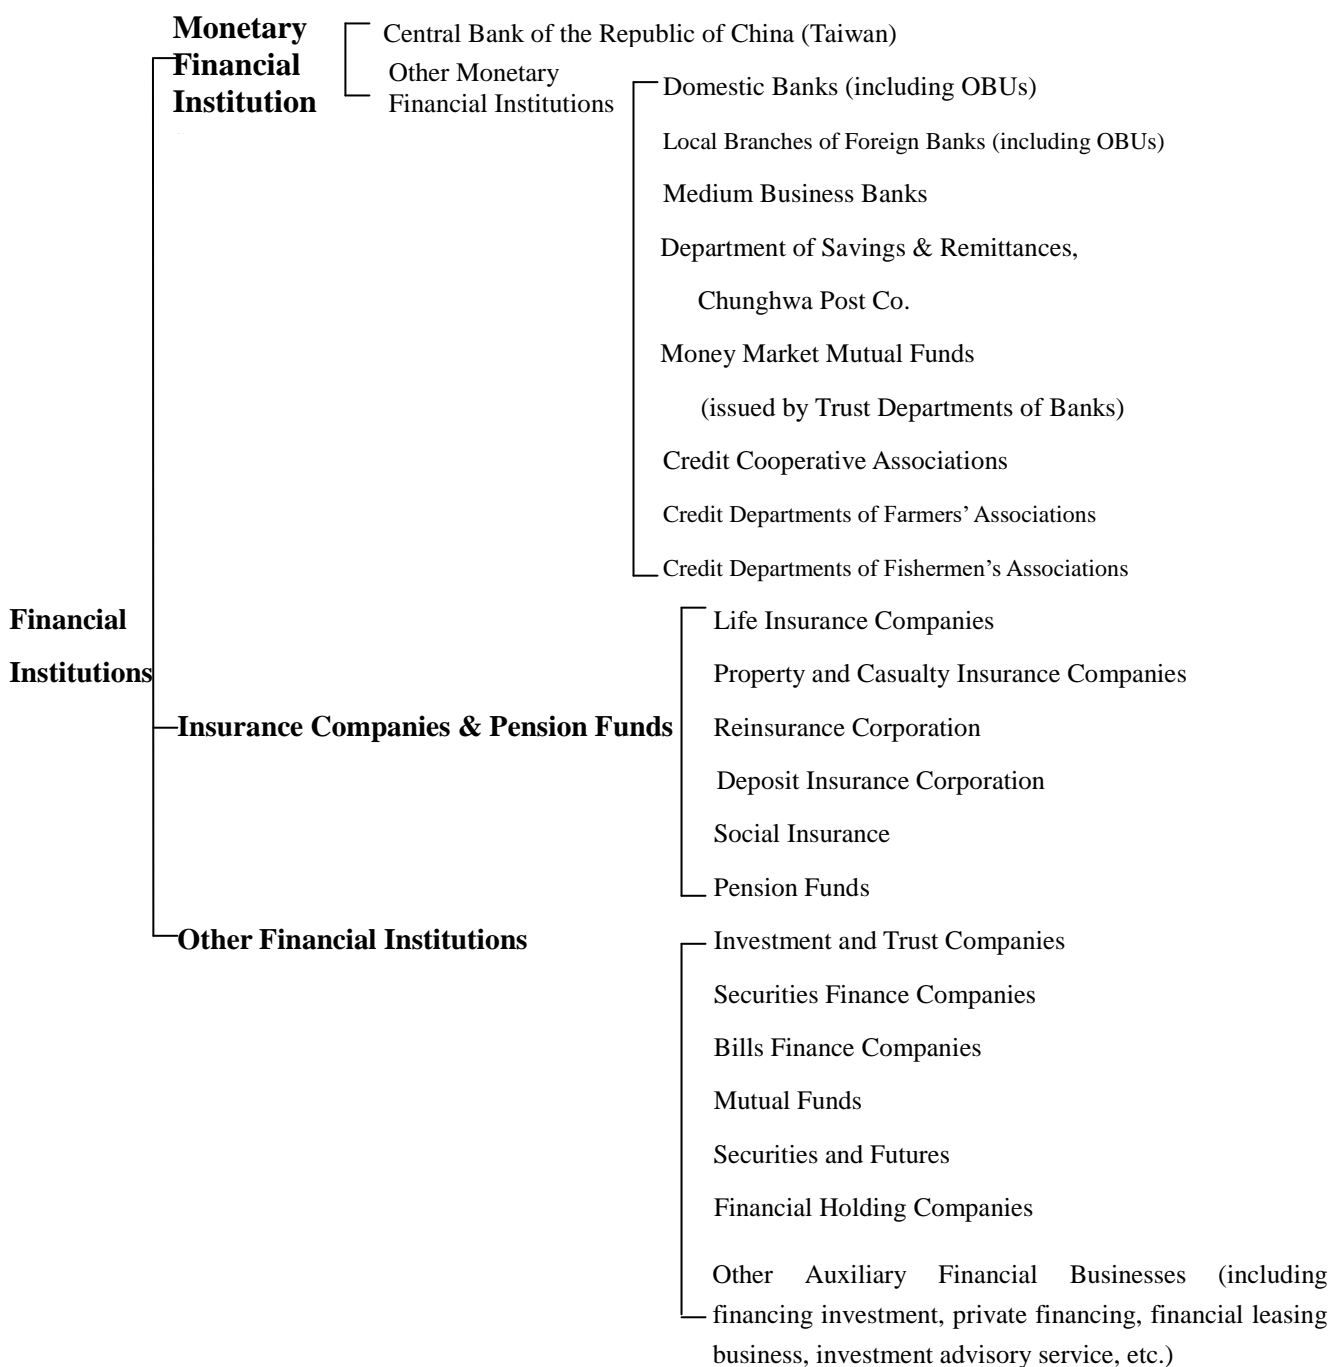 Monetary
Financial
Institution
Central Bank of the Republic of China (Taiwan)
Other Monetary
Financial Institutions
Domestic Banks (including OBUs)
Local Branches of Foreign Banks (including OBUs)
Medium Business Banks
Department of Savings & Remittances,
Chunghwa Post Co.
Money Market Mutual Funds
(issued by Trust Departments of Banks)
Credit Cooperative Associations
Credit Departments of Farmers’ Associations
Credit Departments of Fishermen’s Associations
Financial
Institutions
Life Insurance Companies
Property and Casualty Insurance Companies
Insurance Companies & Pension Funds
Reinsurance Corporation
Deposit Insurance Corporation
Social Insurance
Pension Funds
Other Financial Institutions
Investment and Trust Companies
Securities Finance Companies
Bills Finance Companies
Mutual Funds
Securities and Futures
Financial Holding Companies
Other Auxiliary Financial Businesses (including
financing investment, private financing, financial leasing
business, investment advisory service, etc.)